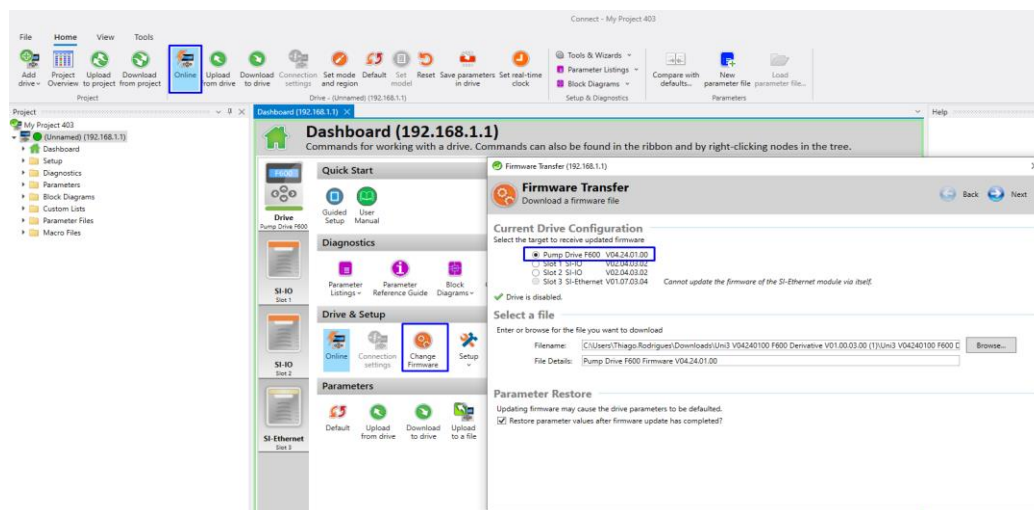 Connect - My Project 403
File Home View Tools
Add drive
Project Overview
Upload to project
Download from project
Online
Upload from drive
Download to drive
Connection settings
Set mode and region
Default
Set model
Reset
Save parameters in drive
Set real-time clock
Tools & Wizards
Parameter Listings
Block Diagrams
Compare with defaults...
New parameter file
Load parameter file...
Project
Drive - (Unnamed) (192.168.1.1)
Setup & Diagnostics
Parameters
Project
My Project 403
(Unnamed) (192.168.1.1)
Dashboard
Setup
Diagnostics
Parameters
Block Diagrams
Custom Lists
Parameter Files
Macro Files
Dashboard (192.168.1.1)
Help
Dashboard (192.168.1.1)
Commands for working with a drive. Commands can also be found in the ribbon and by right-clicking nodes in the tree.
F600
Drive
Pump Drive F600
SI-IO
Slot 1
SI-IO
Slot 2
SI-Ethernet
Slot 3
Quick Start
Guided Setup
User Manual
Diagnostics
Parameter Listings
Parameter Reference Guide
Block Diagrams
Drive & Setup
Online
Connection settings
Change Firmware
Setup
Parameters
Default
Upload from drive
Download to drive
Upload to a file
Firmware Transfer (192.168.1.1)
Firmware Transfer
Download a firmware file
Back Next
Current Drive Configuration
Select the target to receive updated firmware
Pump Drive F600 V04.24.01.00
Slot 1 SI-IO V02.04.03.02
Slot 2 SI-IO V02.04.03.02
Slot 3 SI-Ethernet V01.07.03.04 Cannot update the firmware of the SI-Ethernet module via itself.
Drive is disabled.
Select a file
Enter or browse for the file you want to download
Filename: C:\Users\Thiago.Rodrigues\Downloads\Uni3 V04240100 F600 Derivative V01.00.03.00 (1)\Uni3 V04240100 F600 D Browse...
File Details: Pump Drive F600 Firmware V04.24.01.00
Parameter Restore
Updating firmware may cause the drive parameters to be defaulted.
Restore parameter values after firmware update has completed?